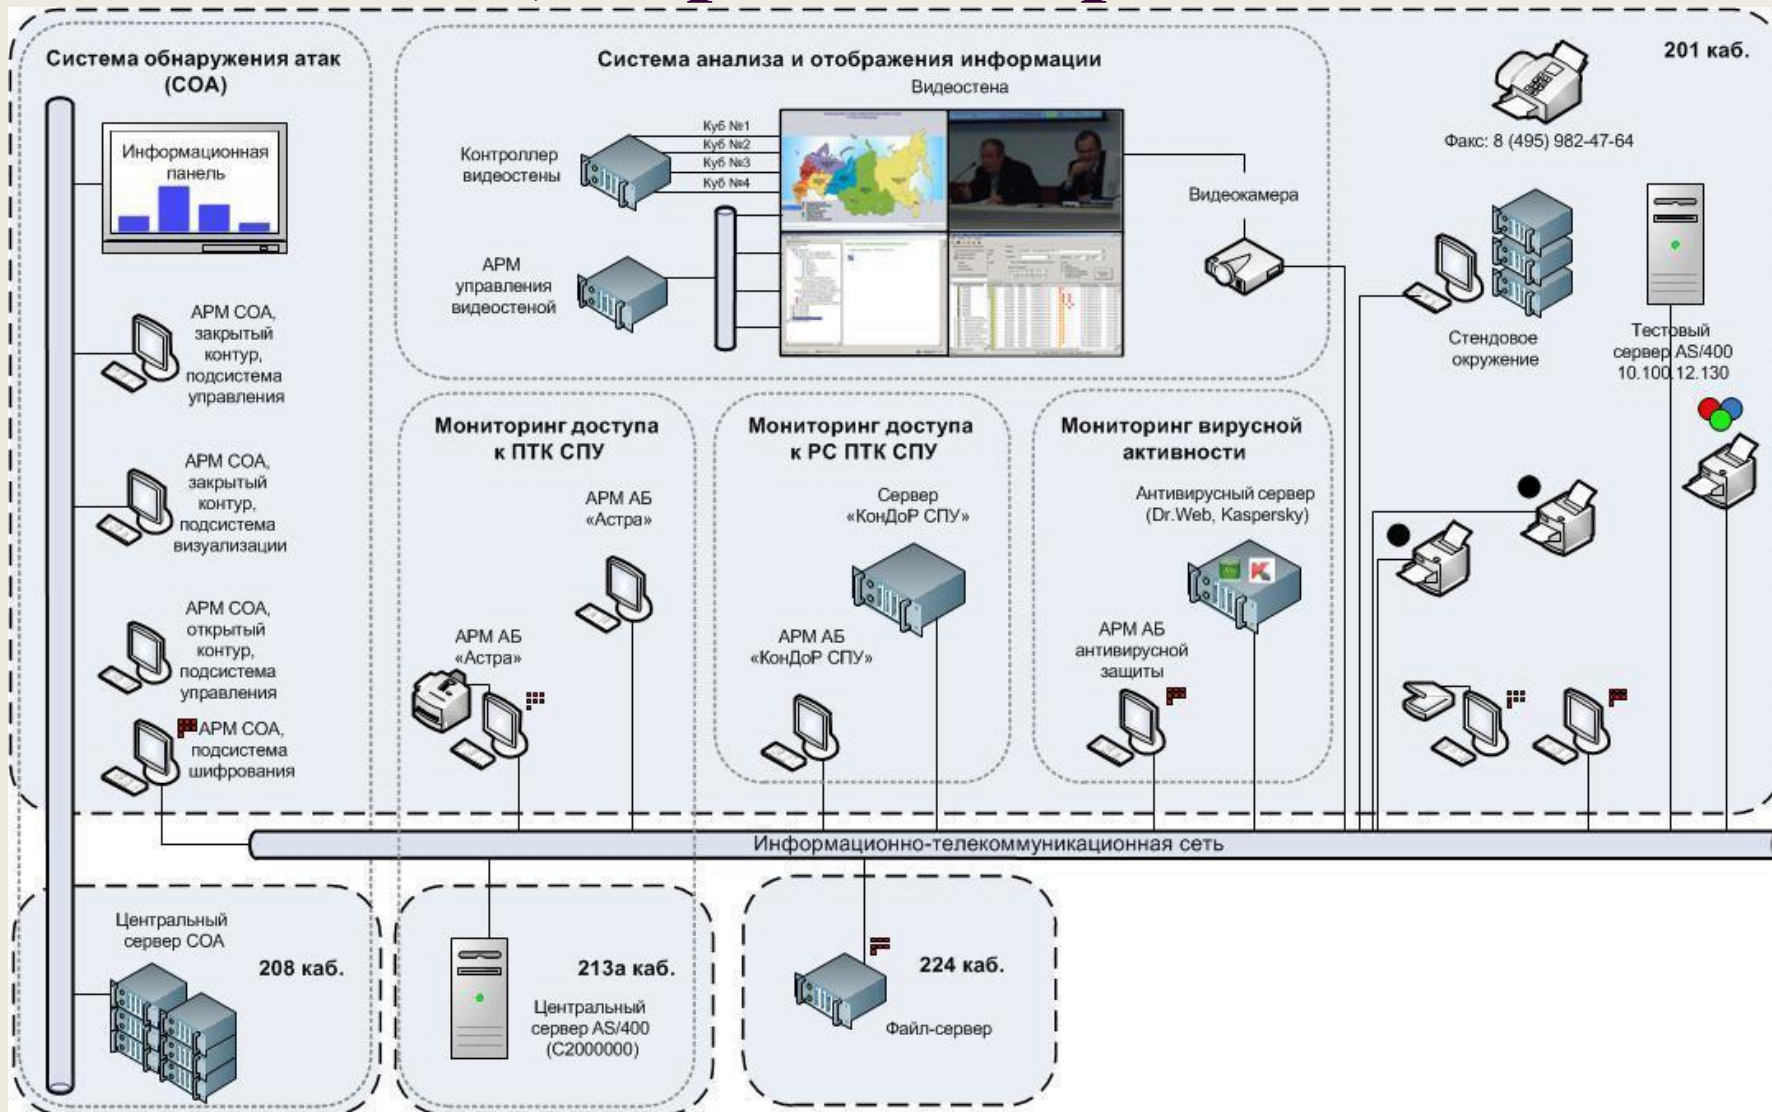 Система обнаружения атак
(СОА)
Информационная
панель
АРМ СОА,
закрытый
контур,
подсистема
управления
АРМ СОА,
закрытый
контур,
подсистема
визуализации
АРМ СОА,
открытый
контур,
подсистема
управления
АРМ СОА,
подсистема
шифрования
Система анализа и отображения информации
Видеостена
Контроллер
видеостены
Куб №1
Куб №2
Куб №3
Куб №4
АРМ
управления
видеостеной
Видеокамера
201 каб.
Факс: 8 (495) 982-47-64
Стендовое
окружение
Тестовый
сервер AS/400
10.100.12.130
Мониторинг доступа
к ПТК СПУ
АРМ АБ
«Астра»
АРМ АБ
«Астра»
Мониторинг доступа
к РС ПТК СПУ
Сервер
«КонДоР СПУ»
АРМ АБ
«КонДоР СПУ»
Мониторинг вирусной
активности
Антивирусный сервер
(Dr.Web, Kaspersky)
АРМ АБ
антивирусной
защиты
Информационно-телекоммуникационная сеть
Центральный
сервер СОА
208 каб.
213а каб.
Центральный
сервер AS/400
(C2000000)
224 каб.
Файл-сервер